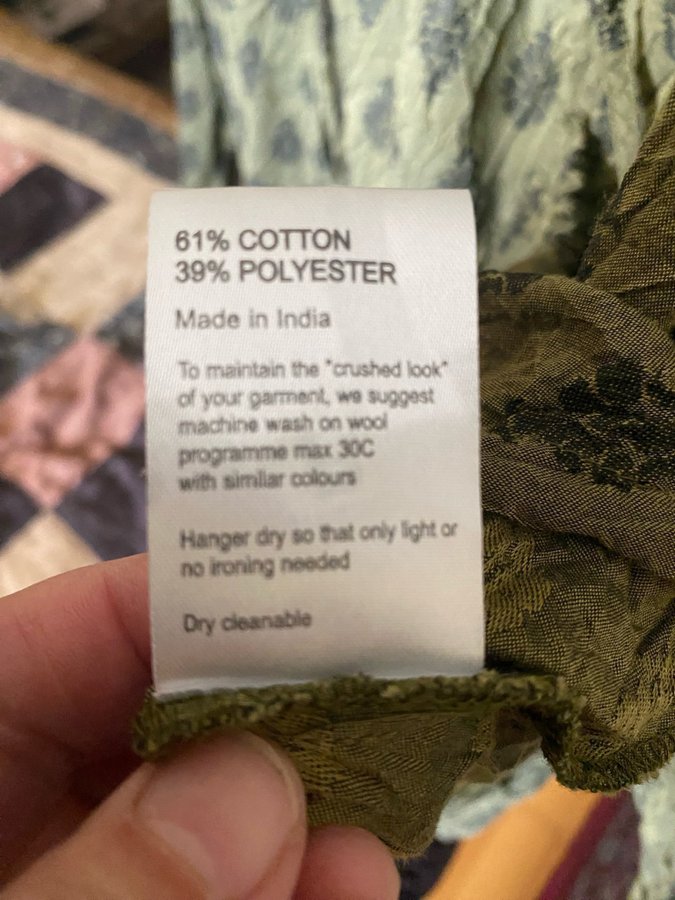 61% COTTON
39% POLYESTER
Made in India
To maintain the "crushed look"
of your garment, we suggest
machine wash on wool
programme max 30C
with similar colours
Hanger dry so that only light or
no ironing needed
Dry cleanable